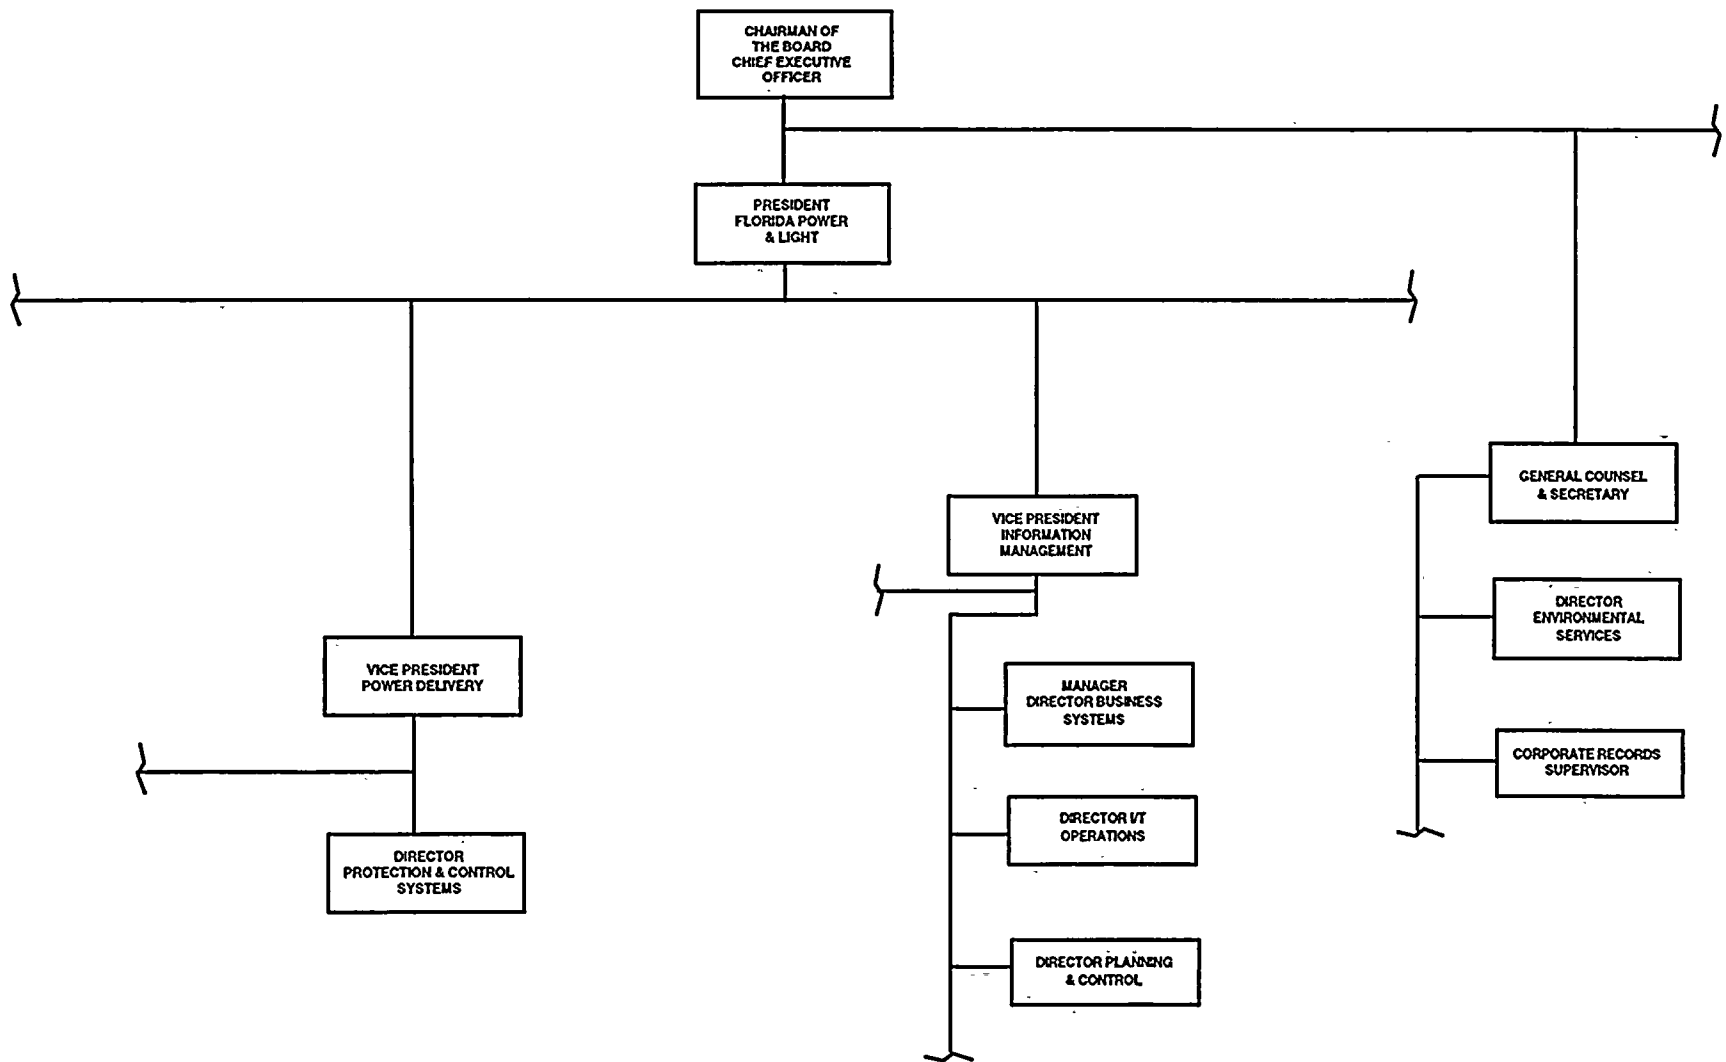 CHAIRMAN OF
THE BOARD
CHIEF EXECUTIVE
OFFICER
PRESIDENT
FLORIDA POWER
& LIGHT
GENERAL COUNSEL
& SECRETARY
VICE PRESIDENT
INFORMATION
MANAGEMENT
DIRECTOR
ENVIRONMENTAL
SERVICES
VICE PRESIDENT
POWER DELIVERY
MANAGER
DIRECTOR BUSINESS
SYSTEMS
CORPORATE RECORDS
SUPERVISOR
DIRECTOR I/T
OPERATIONS
DIRECTOR
PROTECTION & CONTROL
SYSTEMS
DIRECTOR PLANNING
& CONTROL